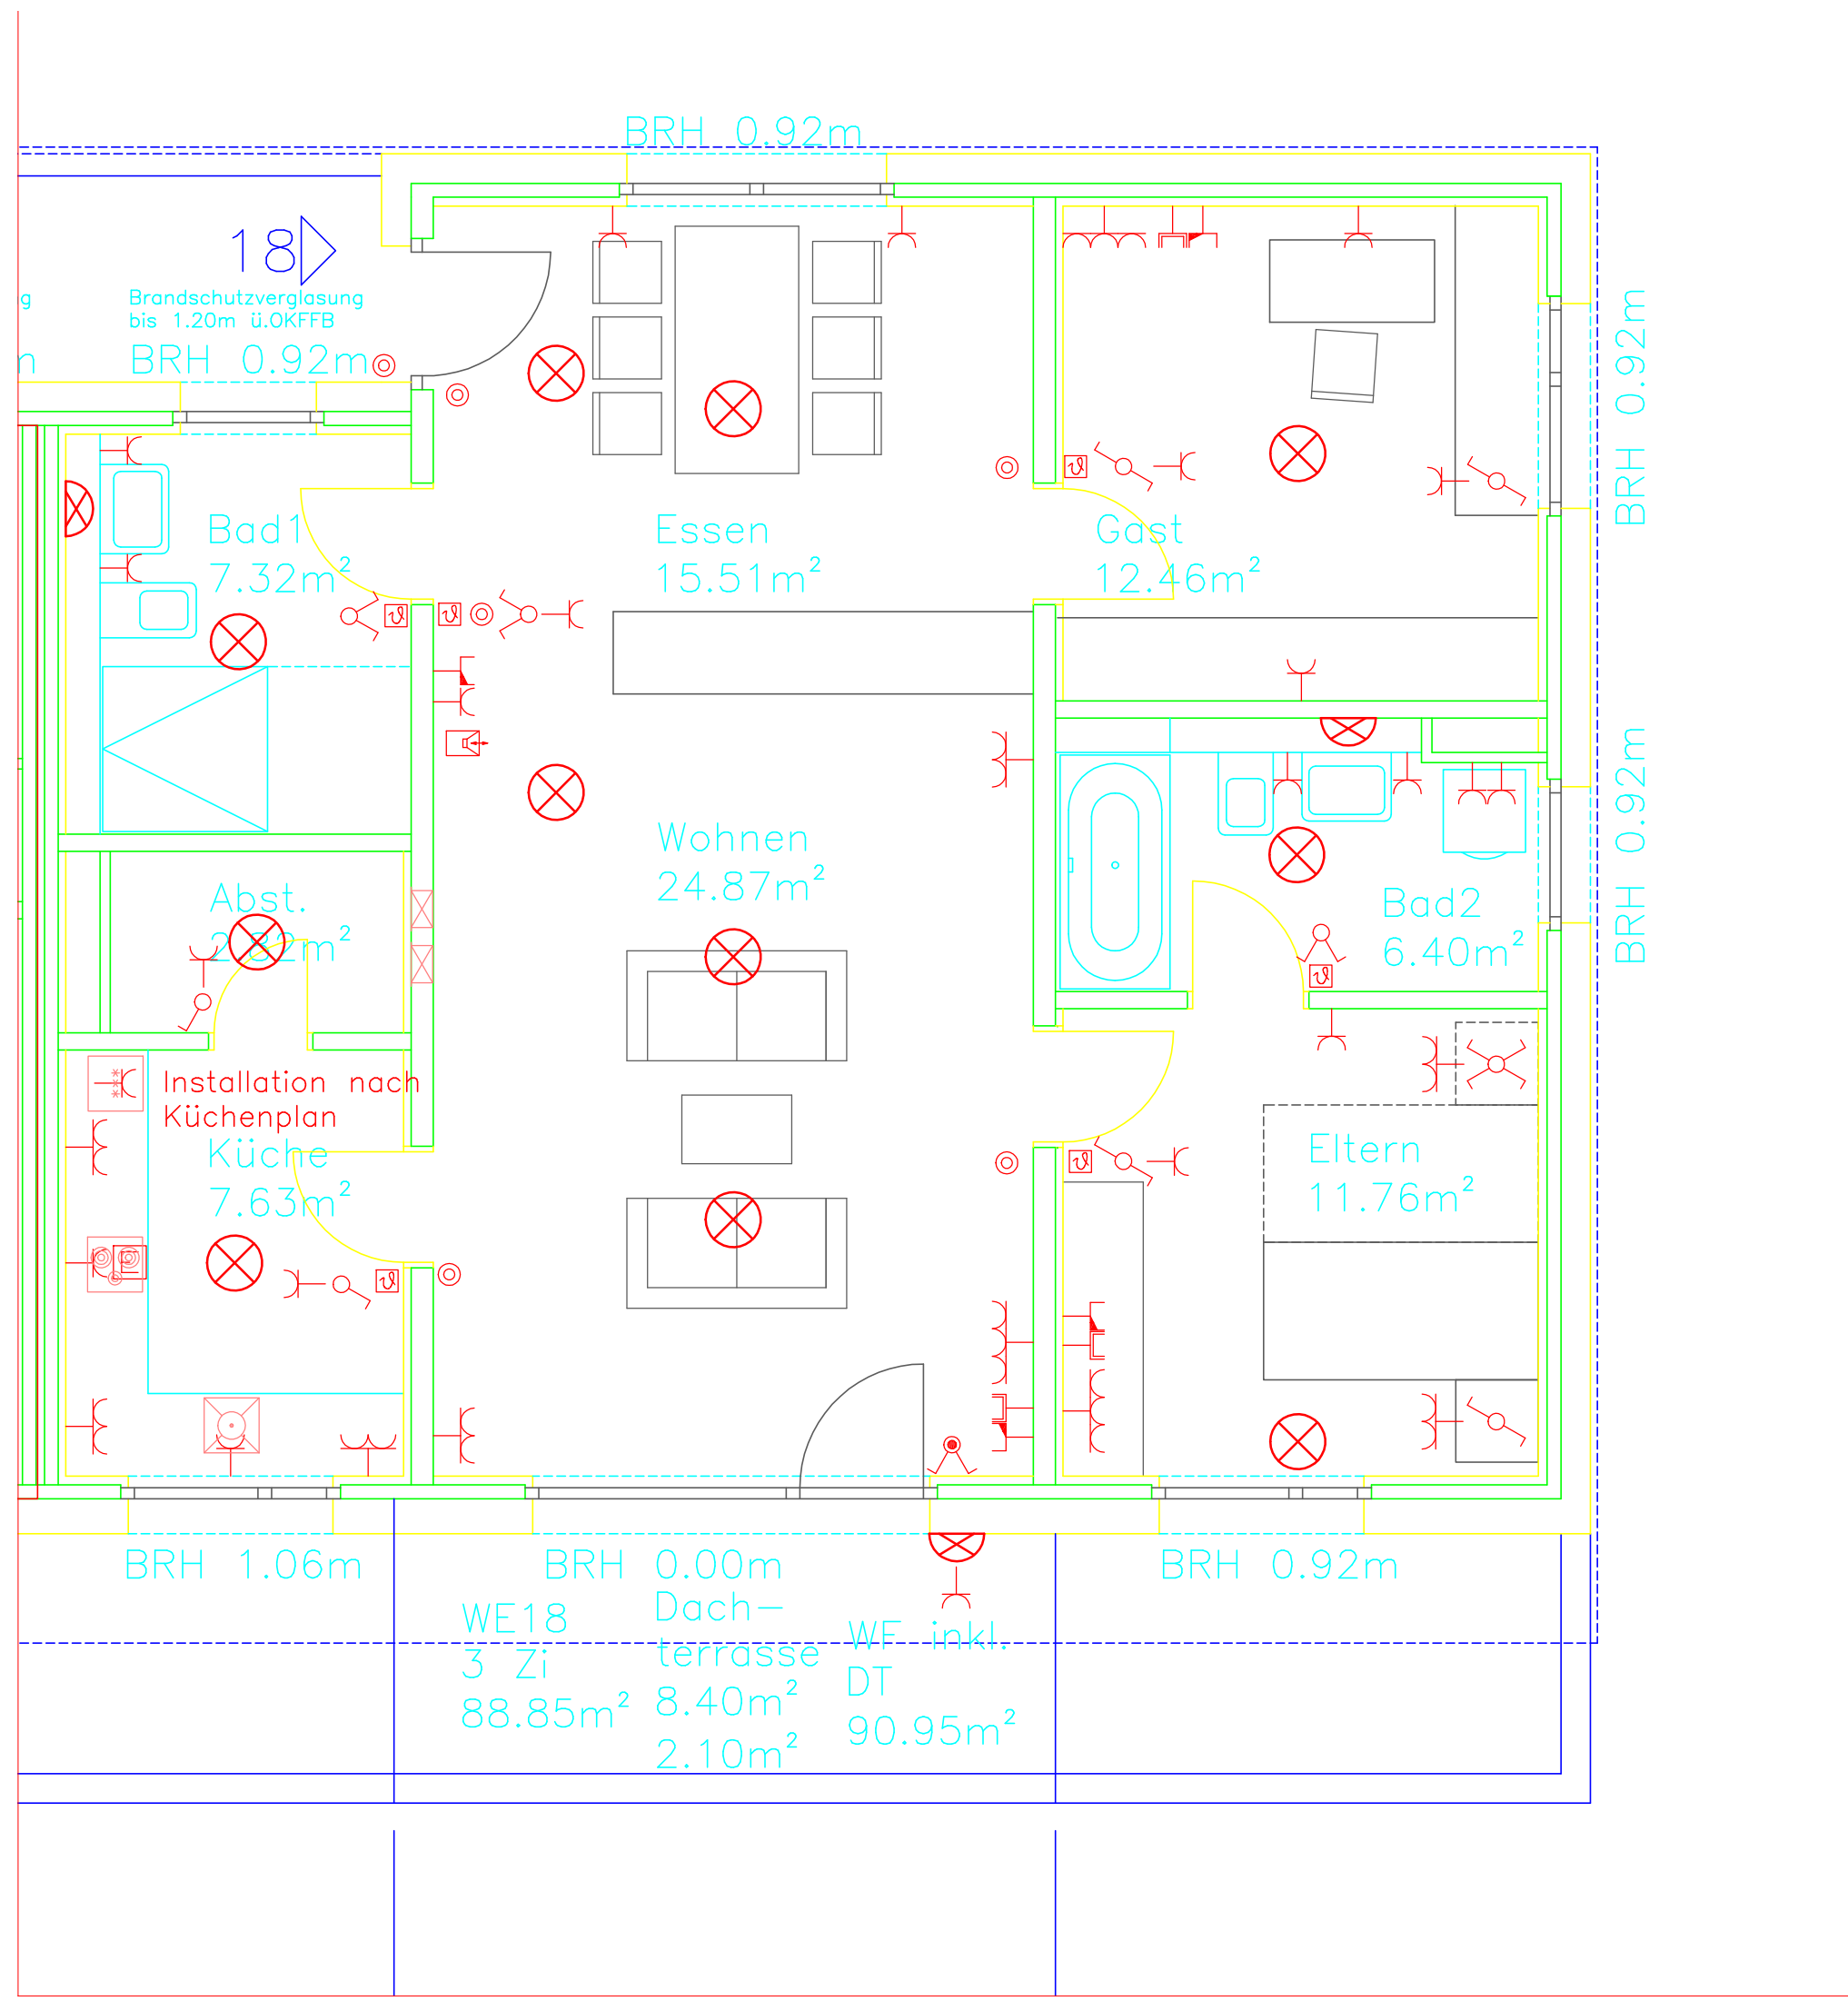 BRH 0.92m
18
g
Brandschutzverglasung
bis 1.20m ü.OKFFB
m
BRH 0.92m
BRH 0.92m
Bad1
7.32m²
Essen
15.51m²
Gast
12.46m²
BRH 0.92m
Wohnen
24.87m²
Abst.
Bad2
6.40m²
Installation nach
Küchenplan
Küche
7.63m²
Eltern
11.76m²
BRH 1.06m
BRH 0.00m
BRH 0.92m
WE18
3 Zi
88.85m²
Dach-
terrasse
8.40m²
2.10m²
WF inkl.
DT
90.95m²